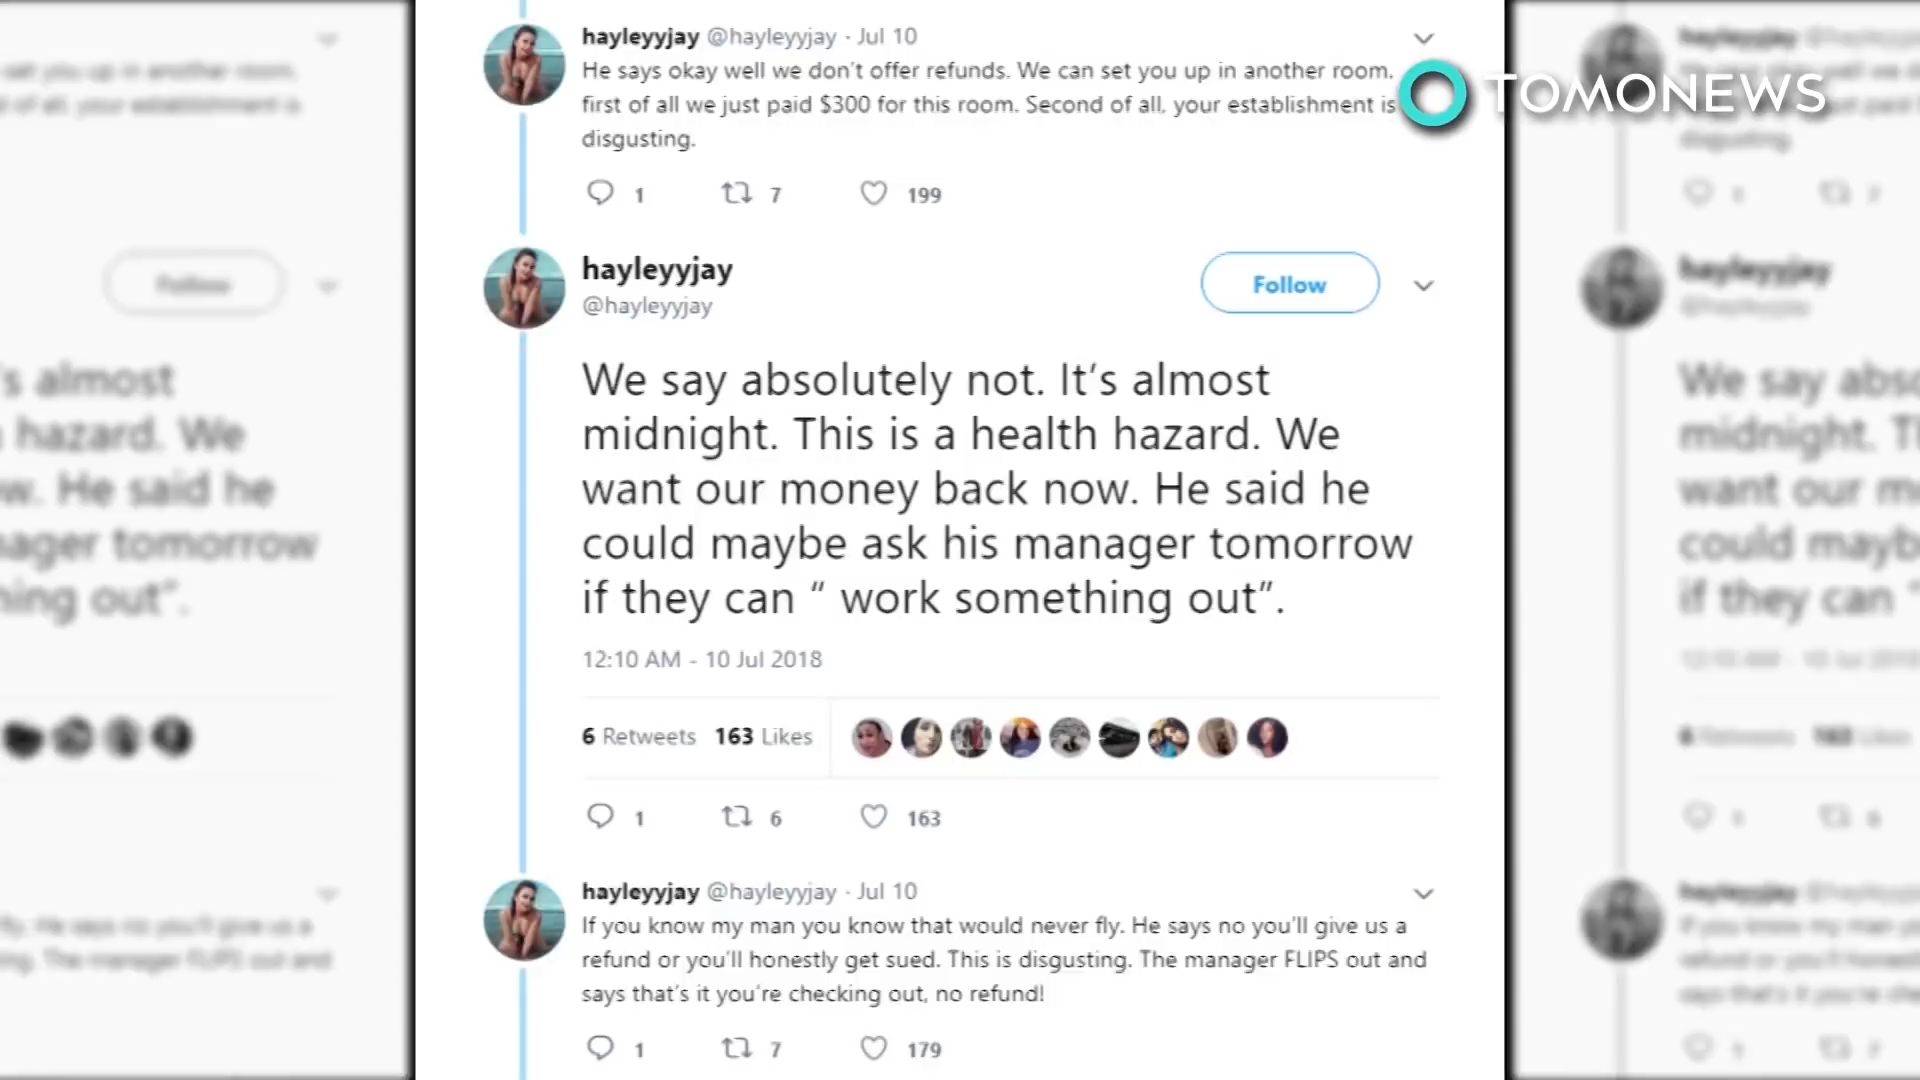 hayleyyjay @hayleyyjay · Jul 10
He says okay well we don't offer refunds. We can set you up in another room.
first of all we just paid $300 for this room. Second of all, your establishment is
disgusting.
1 7 199
TOMONEWS
hayleyyjay
@hayleyyjay
Follow
We say absolutely not. It's almost
midnight. This is a health hazard. We
want our money back now. He said he
could maybe ask his manager tomorrow
if they can " work something out".
12:10 AM - 10 Jul 2018
6 Retweets 163 Likes
1 6 163
hayleyyjay @hayleyyjay · Jul 10
If you know my man you know that would never fly. He says no you'll give us a
refund or you'll honestly get sued. This is disgusting. The manager FLIPS out and
says that's it you're checking out, no refund!
1 7 179